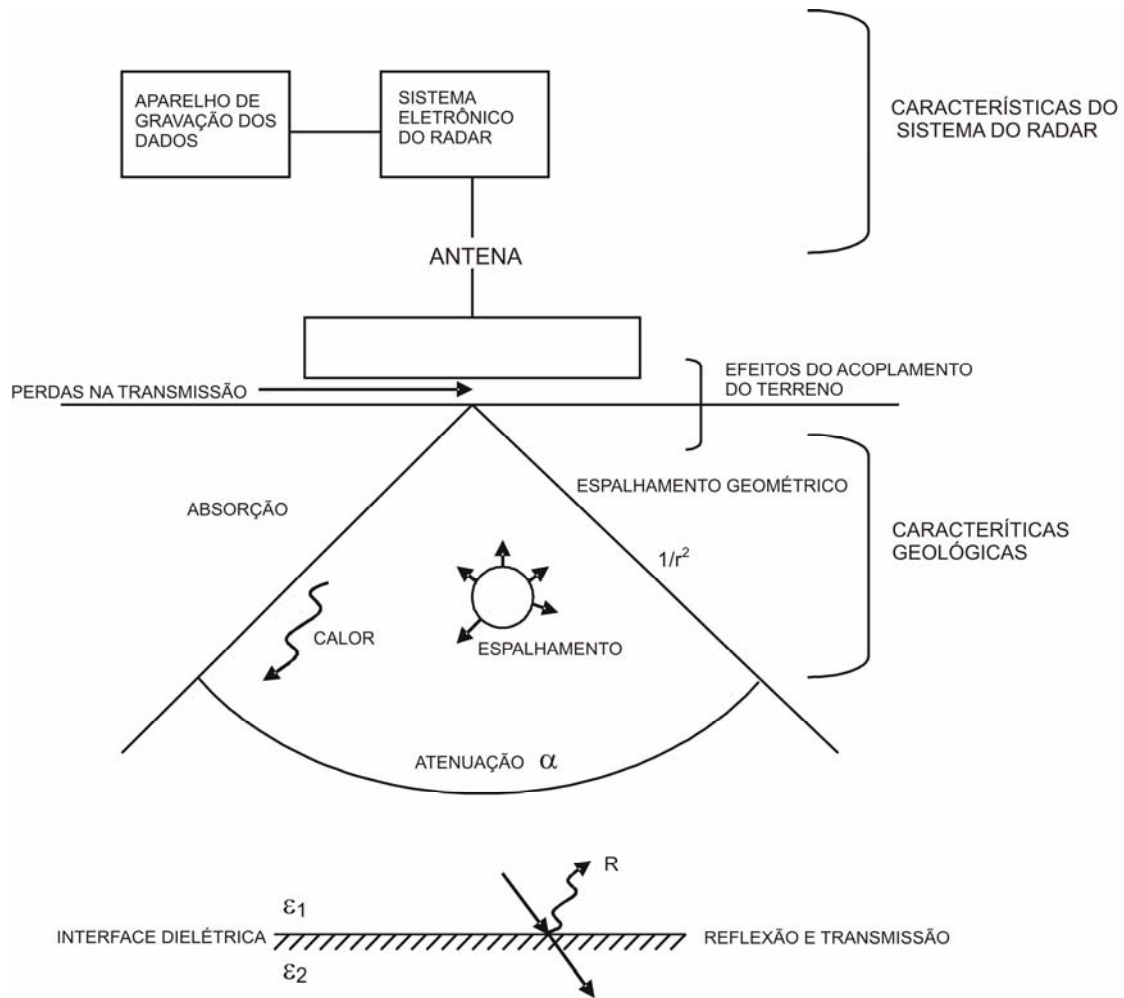 APARELHO DE
GRAVAÇÃO DOS
DADOS
SISTEMA
ELETRÔNICO
DO RADAR
CARACTERÍSTICAS DO
SISTEMA DO RADAR
ANTENA
PERDAS NA TRANSMISSÃO
EFEITOS DO ACOPLAMENTO
DO TERRENO
ABSORÇÃO
ESPALHAMENTO GEOMÉTRICO
1/r²
CARACTERÍTICAS
GEOLÓGICAS
CALOR
ESPALHAMENTO
ATENUAÇÃO α
R
ε1
INTERFACE DIELÉTRICA
REFLEXÃO E TRANSMISSÃO
ε2